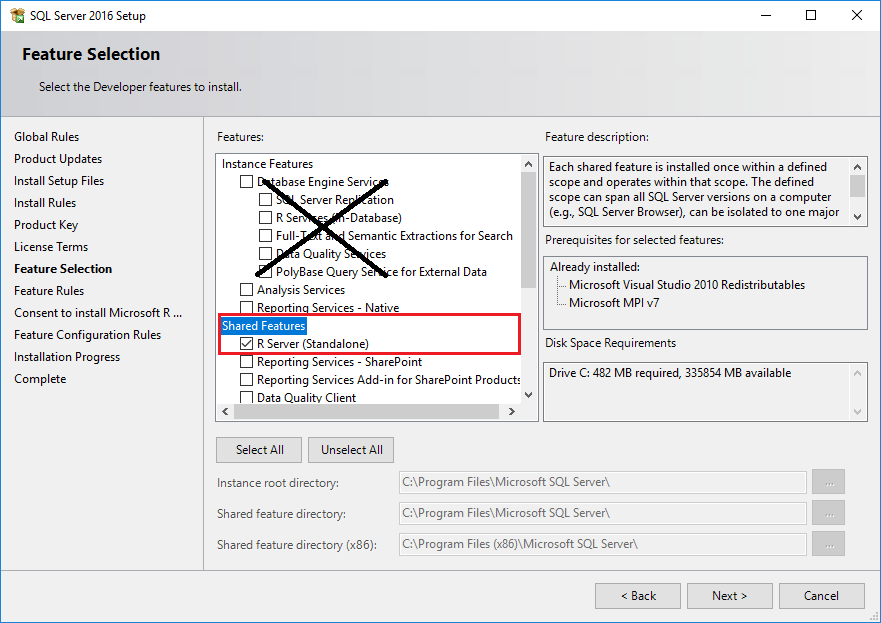 SQL Server 2016 Setup
Feature Selection
Select the Developer features to install.
Global Rules
Product Updates
Install Setup Files
Install Rules
Product Key
License Terms
Feature Selection
Feature Rules
Consent to install Microsoft R ...
Feature Configuration Rules
Installation Progress
Complete
Features:
Instance Features
Database Engine Services
SQL Server Replication
R Services (In-Database)
Full-Text and Semantic Extractions for Search
Data Quality Services
PolyBase Query Service for External Data
Analysis Services
Reporting Services - Native
Shared Features
R Server (Standalone)
Reporting Services - SharePoint
Reporting Services Add-in for SharePoint Products
Data Quality Client
Feature description:
Each shared feature is installed once within a defined
scope and operates within that scope. The defined
scope can span all SQL Server versions on a computer
(e.g., SQL Server Browser), can be isolated to one major
Prerequisites for selected features:
Already installed:
Microsoft Visual Studio 2010 Redistributables
Microsoft MPI v7
Disk Space Requirements
Drive C: 482 MB required, 335854 MB available
Select All
Unselect All
Instance root directory:
C:\Program Files\Microsoft SQL Server\
...
Shared feature directory:
C:\Program Files\Microsoft SQL Server\
...
Shared feature directory (x86):
C:\Program Files (x86)\Microsoft SQL Server\
...
< Back
Next >
Cancel